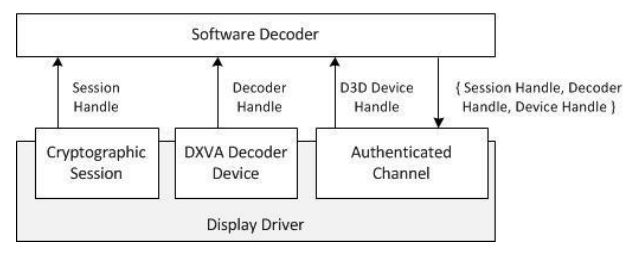 Software Decoder
Session
Handle
Decoder
Handle
D3D Device
Handle
{ Session Handle, Decoder
Handle, Device Handle }
Cryptographic
Session
DXVA Decoder
Device
Authenticated
Channel
Display Driver